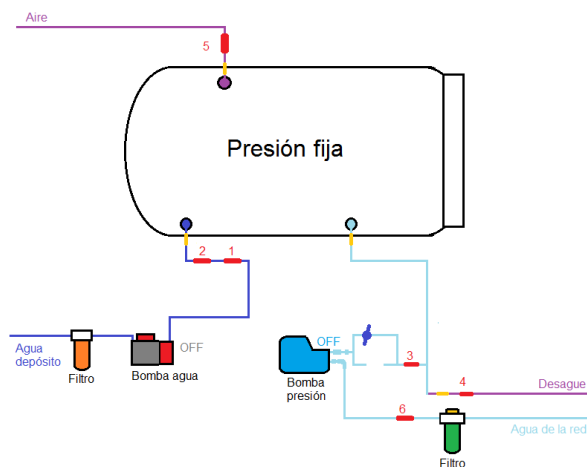 Aire
5
Presión fija
2
1
Agua
depósito
OFF
Filtro
Bomba agua
OFF
3
Bomba
presión
4
Desague
6
Agua de la red
Filtro